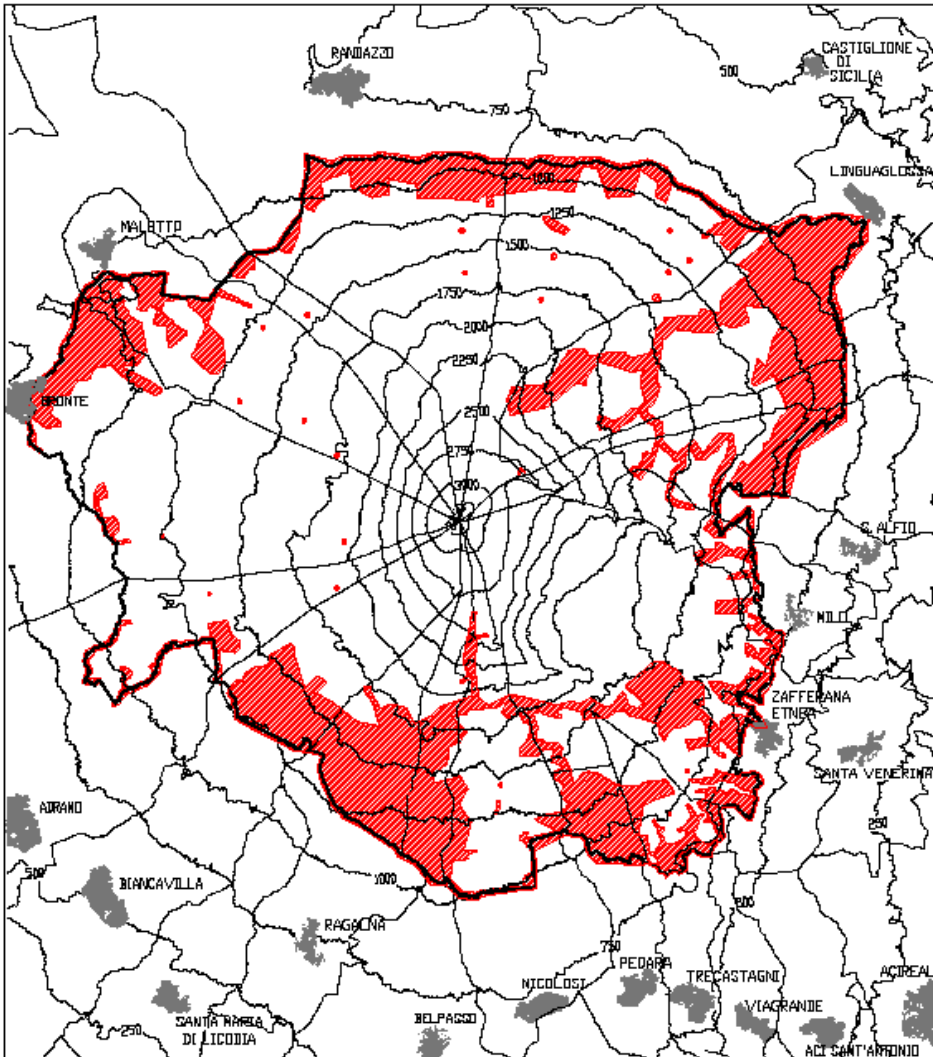 RANDAZZO
CASTIGLIONE
DI
SICILIA
500
750
LINGUAGLOSSA
1000
1250
MALETTO
1500
1750
2000
2250
BRONTE
2500
2750
3000
S. ALFIO
MILO
ZAFFERANA
ETNEA
SANTA VENERINA
ADRANO
250
500
BIANCAVILLA
1000
RAGALNA
750
PEDARA
TRECASTAGNI
NICOLOSI
VIAGRANDE
ACIREAL
SANTA MARIA
DI LICODIA
250
BELPASSO
ACI SANT'ANTONIO